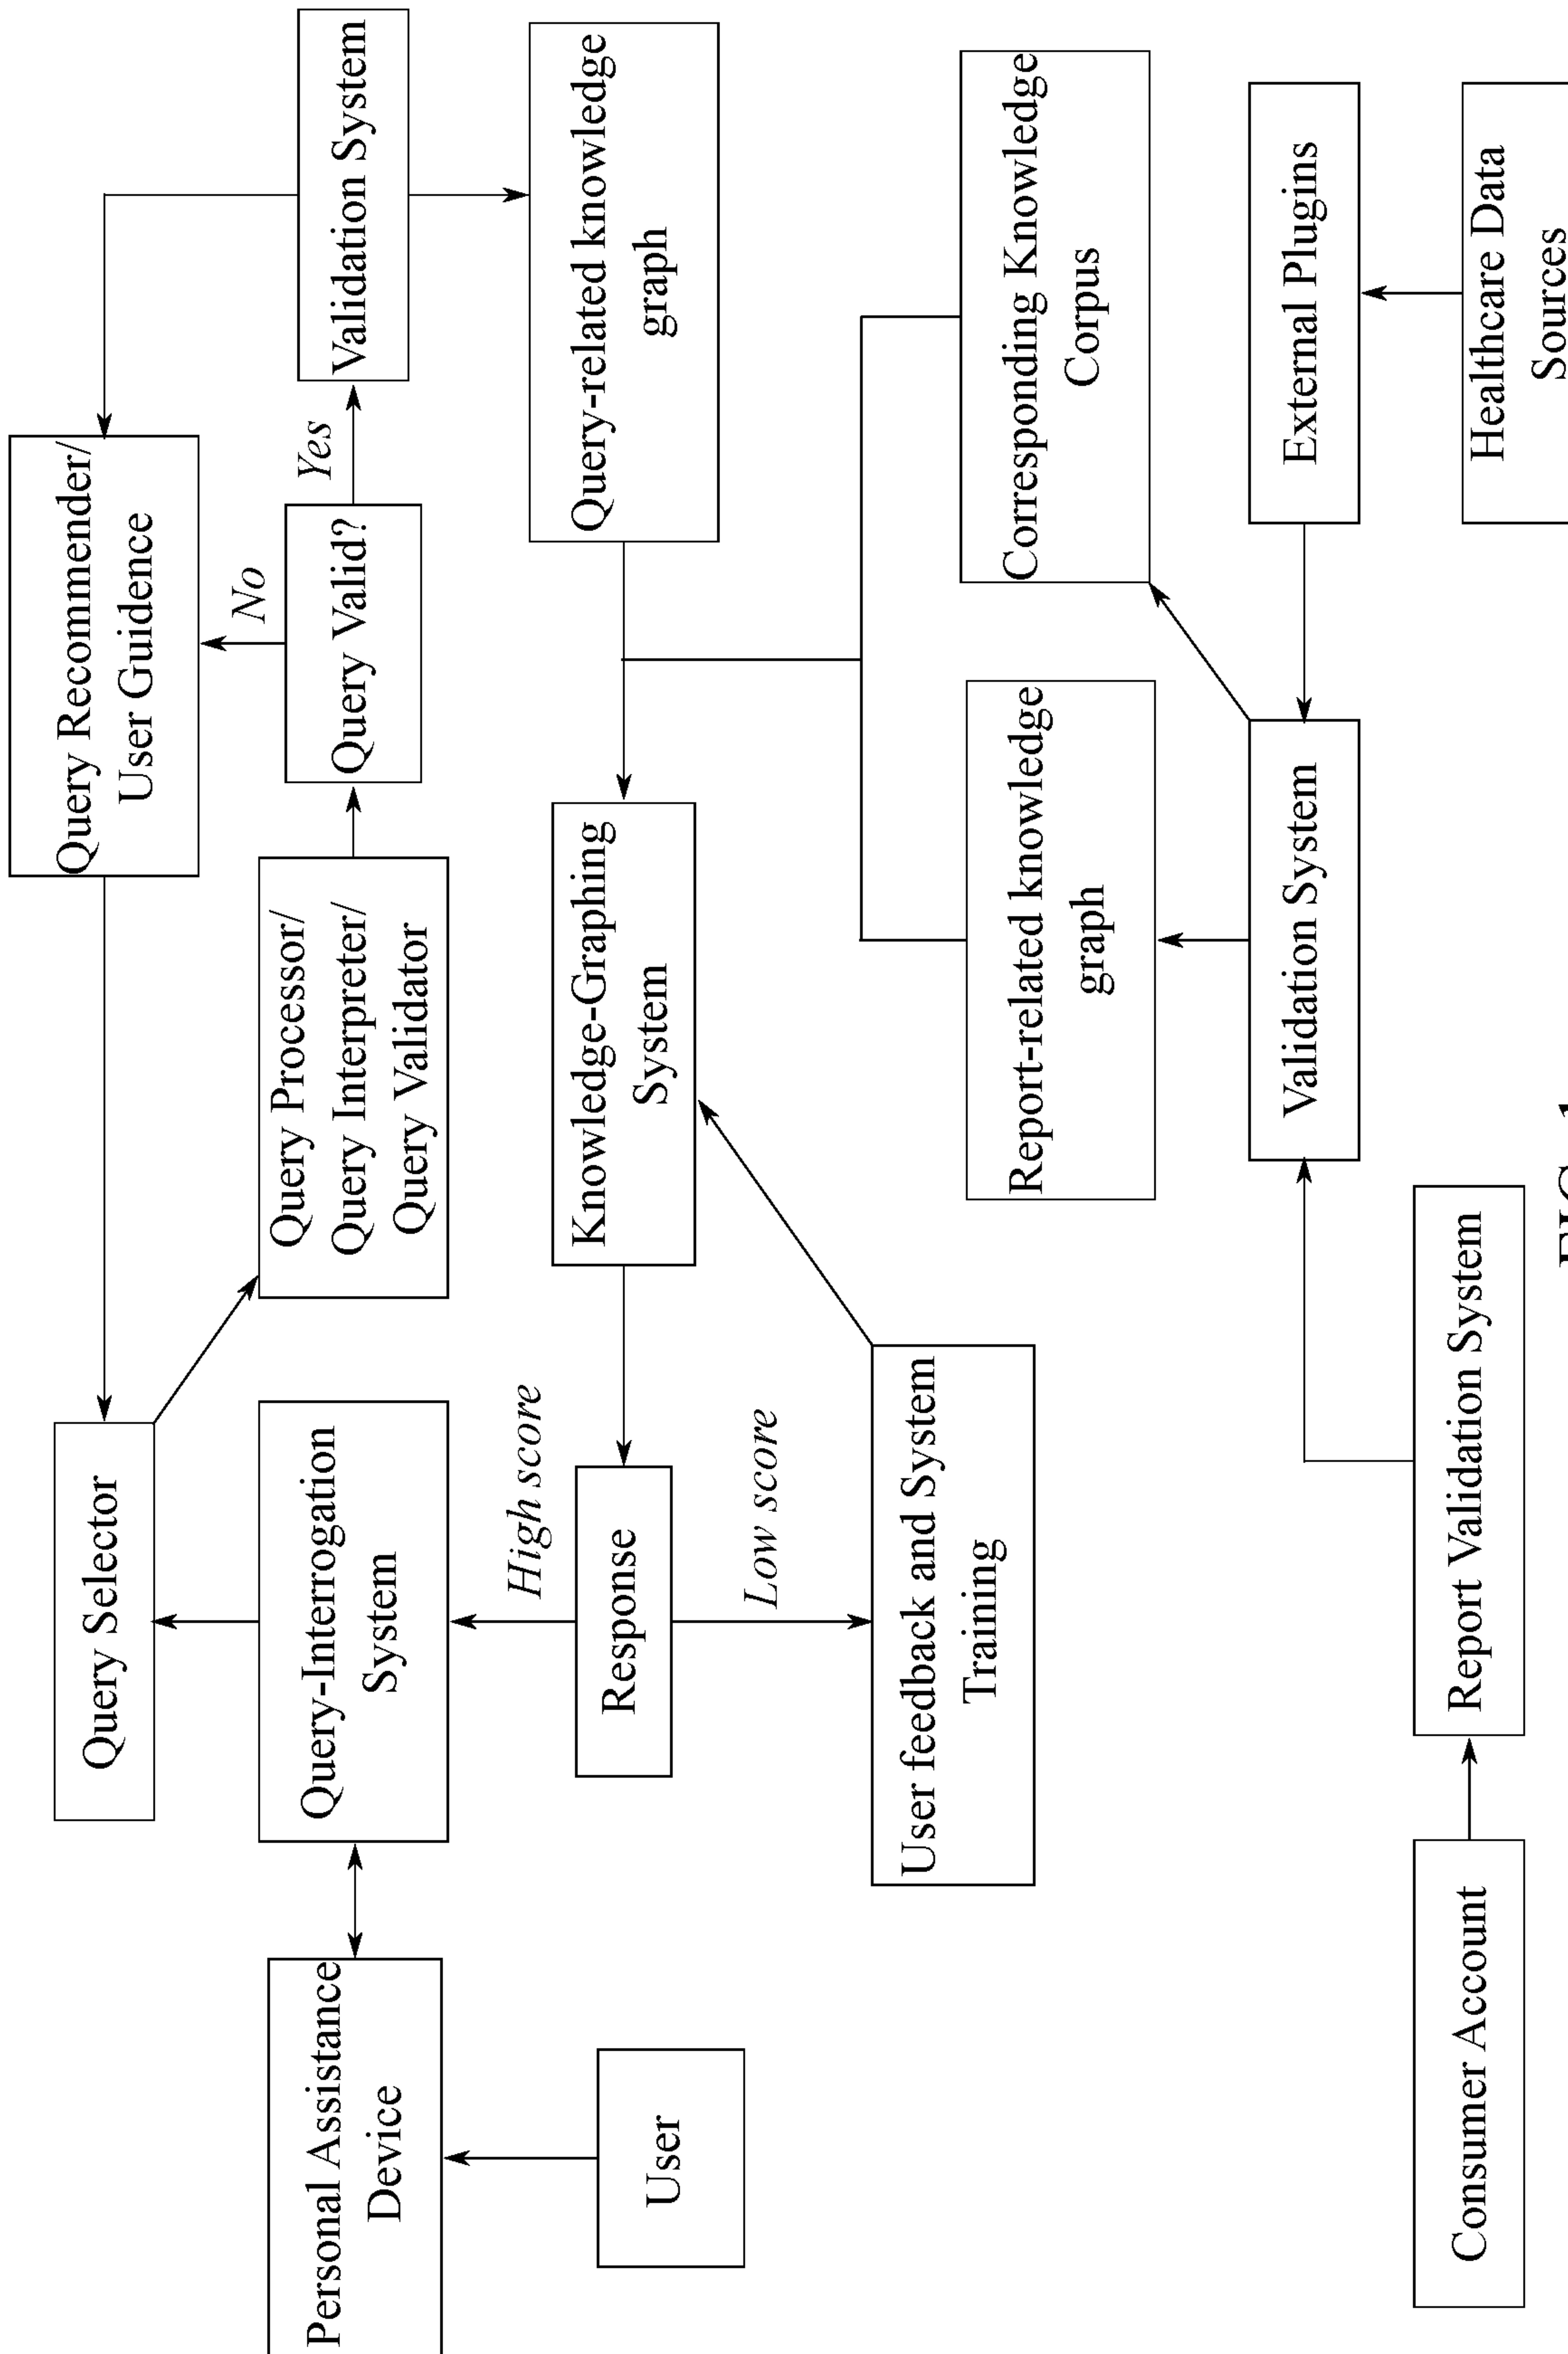 Query Selector
Query Recommender/
User Guidence
No
Personal Assistance
Device
Query-Interrogation
System
Query Processor/
Query Interpreter/
Query Validator
Query Valid?
Yes
Validation System
High score
User
Response
Knowledge-Graphing
System
Query-related knowledge
graph
Low score
User feedback and System
Training
Report-related knowledge
graph
Corresponding Knowledge
Corpus
Validation System
External Plugins
Consumer Account
Report Validation System
Healthcare Data
Sources